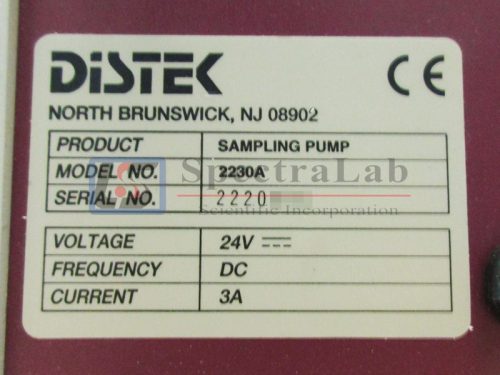 DiSTEK
CE
NORTH BRUNSWICK, NJ 08902
PRODUCT SAMPLING PUMP
MODEL NO. 2230A
SERIAL NO. 2220
SpectraLab
Scientific Incorporation
VOLTAGE 24V
FREQUENCY DC
CURRENT 3A